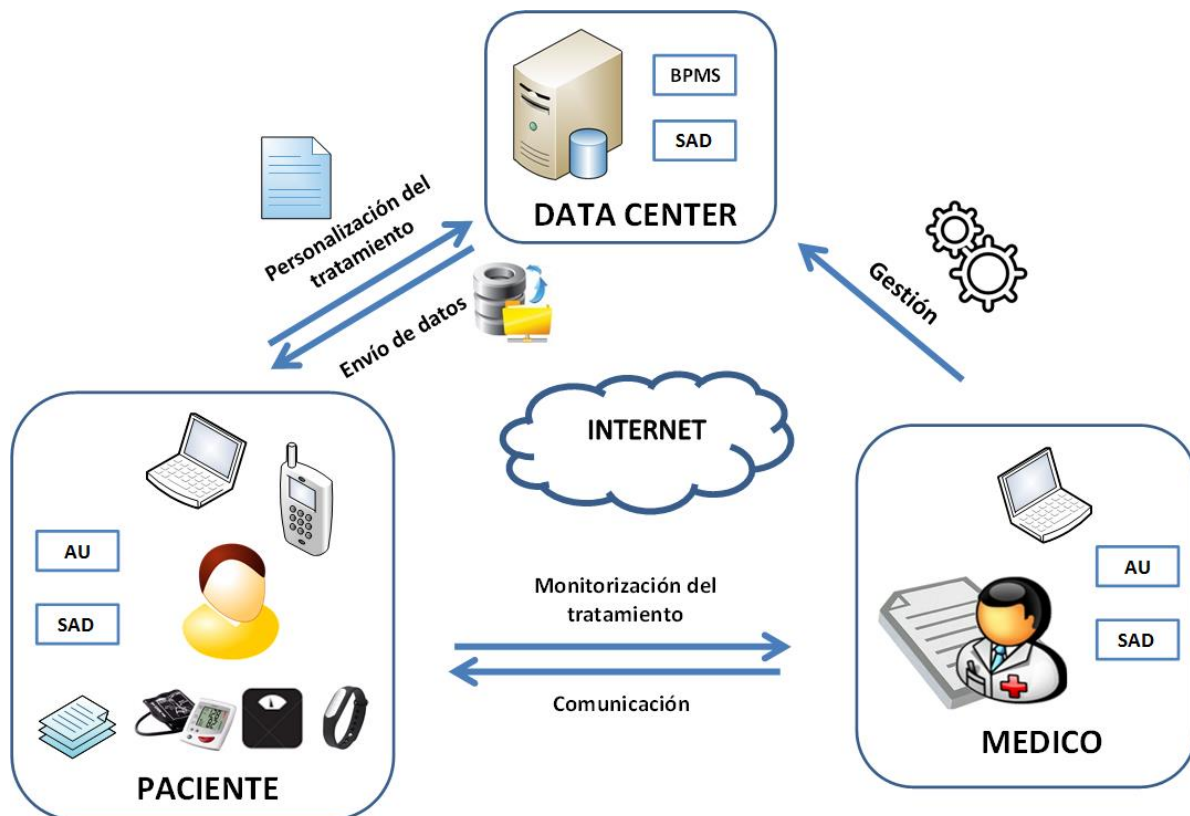 BPMS
SAD
DATA CENTER
Personalización del
tratamiento
Envío de datos
Gestión
INTERNET
AU
SAD
PACIENTE
Monitorización del
tratamiento
Comunicación
AU
SAD
MEDICO